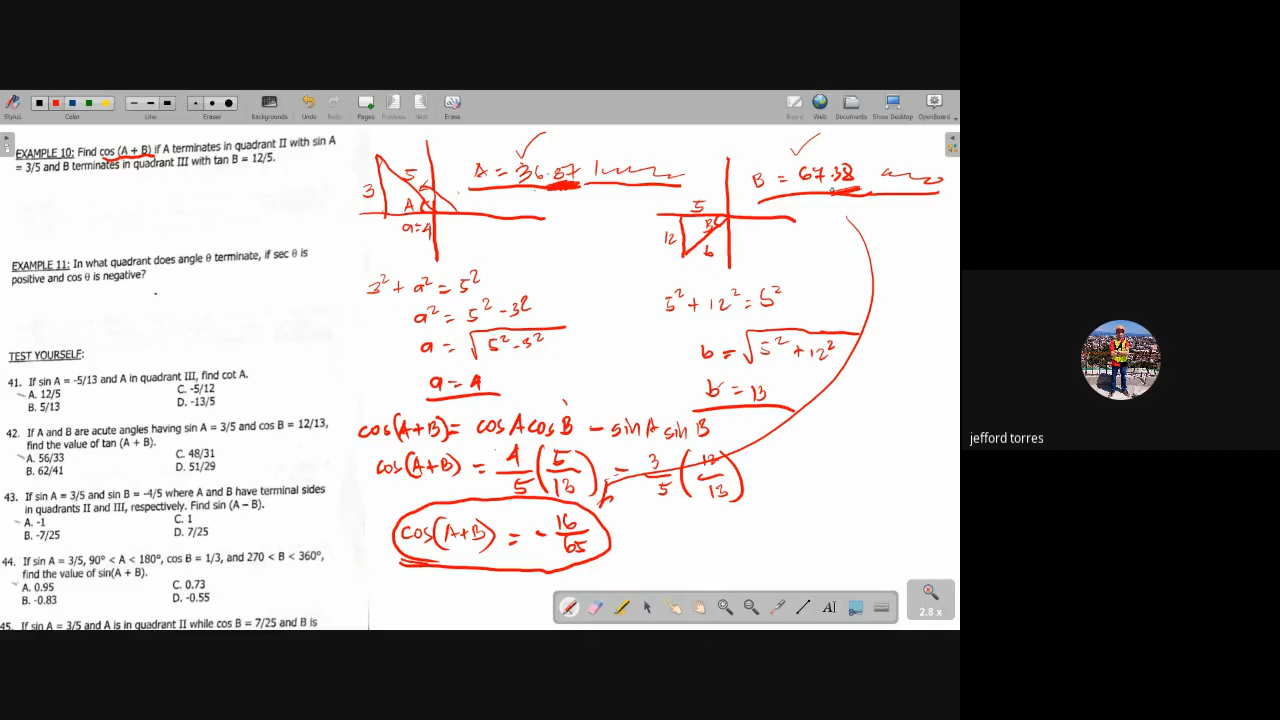 Stylus
Color
Line
Eraser
Backgrounds
Undo
Redo
Pages
Previous
Next
Erase
Board
Web
Documents
Show Desktop
OpenBoard
EXAMPLE 10: Find cos (A + B) if A terminates in quadrant II with sin A
= 3/5 and B terminates in quadrant III with tan B = 12/5.
EXAMPLE 11: In what quadrant does angle θ terminate, if sec θ is
positive and cos θ is negative?
TEST YOURSELF:
41. If sin A = -5/13 and A in quadrant III, find cot A.
A. 12/5 C. -5/12
B. 5/13 D. -13/5
42. If A and B are acute angles having sin A = 3/5 and cos B = 12/13,
find the value of tan (A + B).
A. 56/33 C. 48/31
B. 62/41 D. 51/29
43. If sin A = 3/5 and sin B = -4/5 where A and B have terminal sides
in quadrants II and III, respectively. Find sin (A – B).
A. -1 C. 1
B. -7/25 D. 7/25
44. If sin A = 3/5, 90° < A < 180°, cos B = 1/3, and 270 < B < 360°,
find the value of sin(A + B).
A. 0.95 C. 0.73
B. -0.83 D. -0.55
45. If sin A = 3/5 and A is in quadrant II while cos B = 7/25 and B is
3 5 A a=4
A = 36.87
5 12 B b
B = 67.38
3² + a² = 5²
a² = 5² - 3²
a = √5² - 3²
a = 4
5² + 12² = 5²
b = √5² + 12²
b = 13
cos(A+B) = cosA cosB - sinA sinB
cos(A+B) = 4/5 (5/13) - 3/5 (12/13)
cos(A+B) = - 16/65
2.8 x
jefford torres